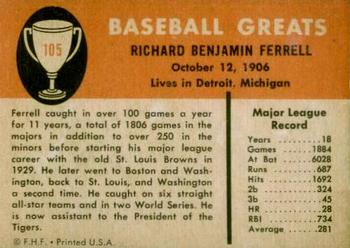 105
BASEBALL GREATS
RICHARD BENJAMIN FERRELL
October 12, 1906
Lives in Detroit, Michigan
Ferrell caught in over 100 games a year
for 11 years, a total of 1806 games in the
majors in addition to over 250 in the
minors before starting his major league
career with the old St. Louis Browns in
1929. He later went to Boston and Wash-
ington, back to St. Louis, and Washington
a second time. He caught on six straight
all-star teams and in two World Series. He
is now assistant to the President of the
Tigers.
© F.H.F. • Printed U.S.A.
Major League
Record
Years 18
Games 1884
At Bat 6028
Runs 687
Hits 1692
2b 324
3b 45
HR 28
RBI 734
Average .281